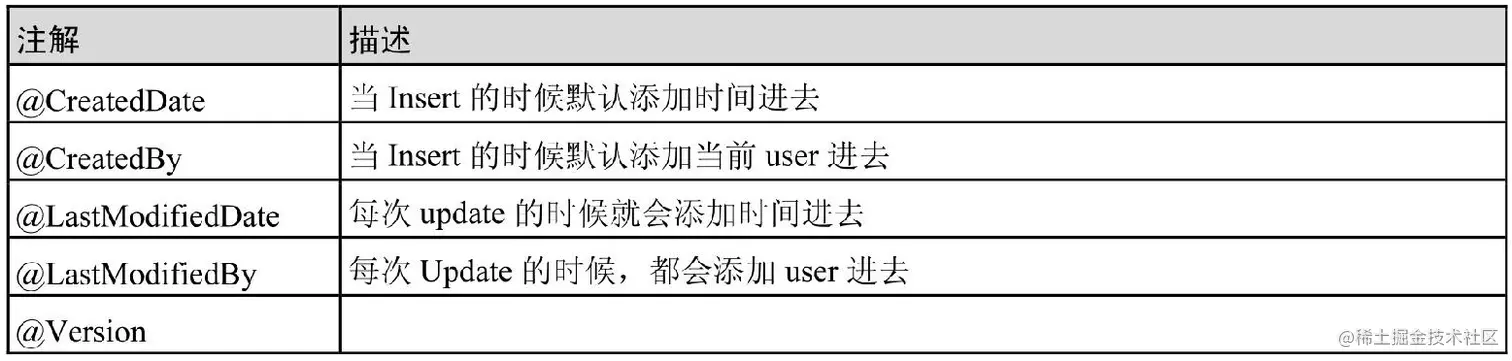 注解 描述
@CreatedDate 当 Insert 的时候默认添加时间进去
@CreatedBy 当 Insert 的时候默认添加当前 user 进去
@LastModifiedDate 每次 update 的时候就会添加时间进去
@LastModifiedBy 每次 Update 的时候，都会添加 user 进去
@Version
@稀土掘金技术社区